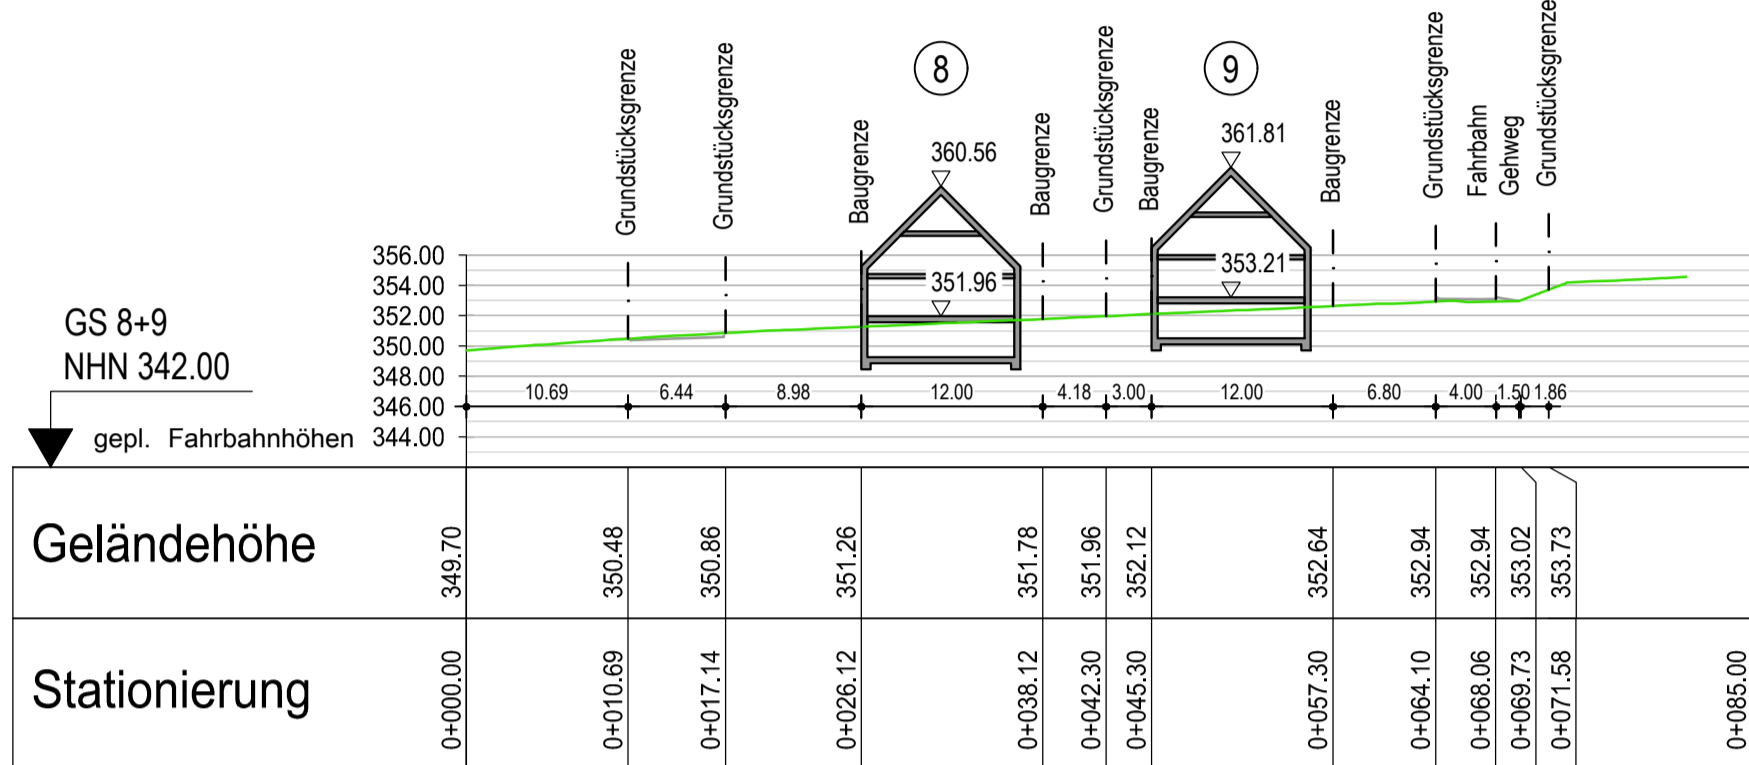 Grundstücksgrenze
Grundstücksgrenze
Baugrenze
8
Baugrenze
Grundstücksgrenze
Baugrenze
9
Baugrenze
Grundstücksgrenze
Fahrbahn
Gehweg
Grundstücksgrenze
360.56
361.81
351.96
353.21
356.00
354.00
352.00
350.00
348.00
346.00
344.00
GS 8+9
NHN 342.00
gepl. Fahrbahnhöhen
10.69 6.44 8.98 12.00 4.18 3.00 12.00 6.80 4.00 1.50 1.86
Geländehöhe
349.70 350.48 350.86 351.26 351.78 351.96 352.12 352.64 352.94 352.94 353.02 353.73
Stationierung
0+000.00 0+010.69 0+017.14 0+026.12 0+038.12 0+042.30 0+045.30 0+057.30 0+064.10 0+068.06 0+069.73 0+071.58 0+085.00